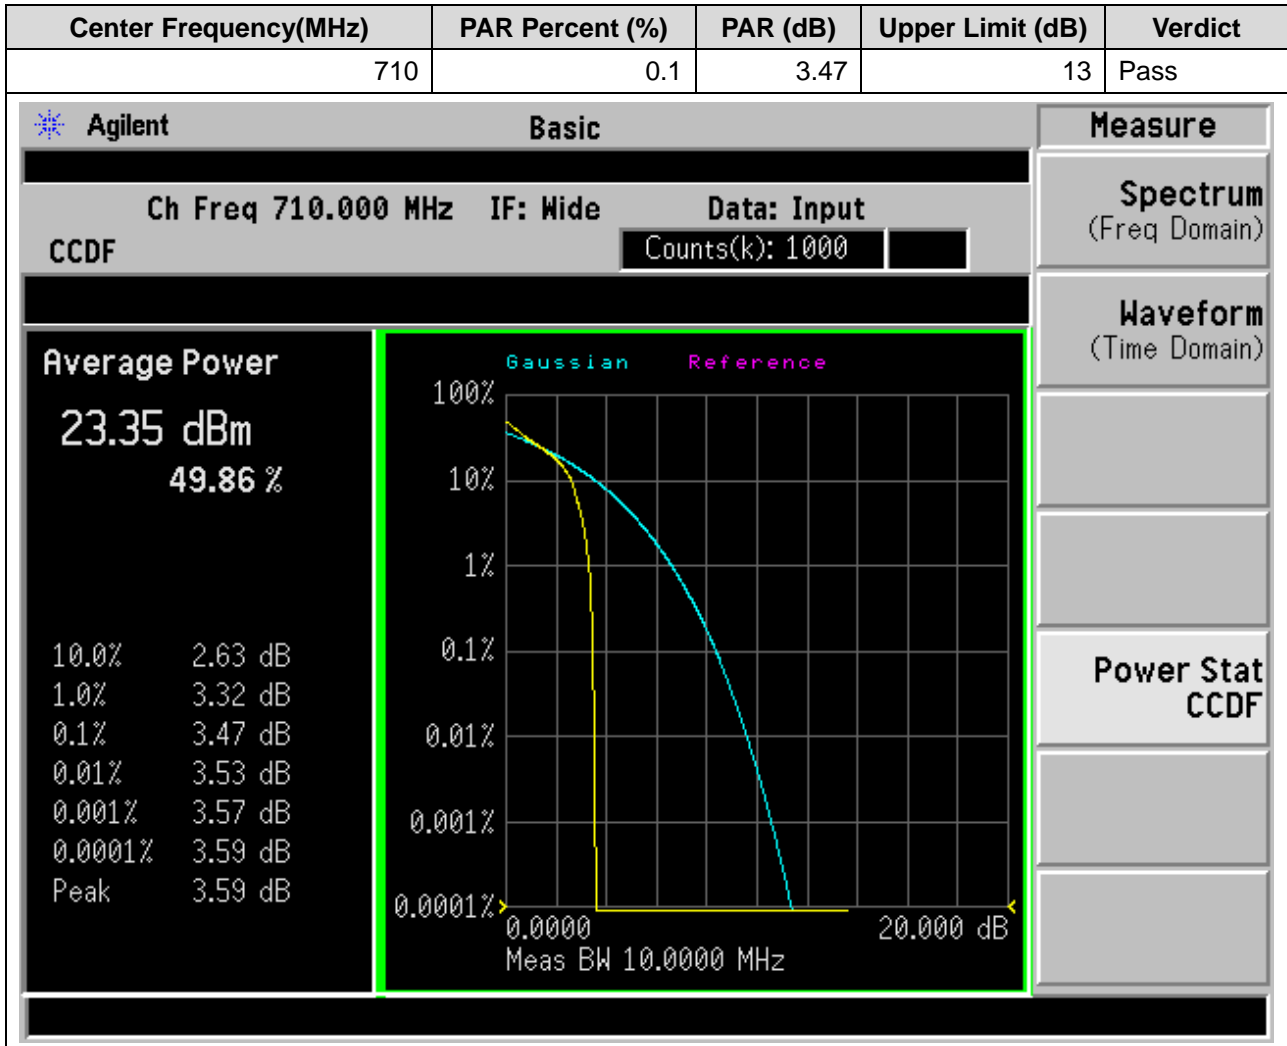 Center Frequency(MHz) PAR Percent (%) PAR (dB) Upper Limit (dB) Verdict
710 0.1 3.47 13 Pass
Agilent Basic Measure
Ch Freq 710.000 MHz IF: Wide Data: Input
CCDF Counts(k): 1000
Spectrum
(Freq Domain)
Waveform
(Time Domain)
Power Stat
CCDF
Average Power
23.35 dBm
49.86 %
10.0% 2.63 dB
1.0% 3.32 dB
0.1% 3.47 dB
0.01% 3.53 dB
0.001% 3.57 dB
0.0001% 3.59 dB
Peak 3.59 dB
Gaussian Reference
100%
10%
1%
0.1%
0.01%
0.001%
0.0001%
0.0000 20.000 dB
Meas BW 10.0000 MHz